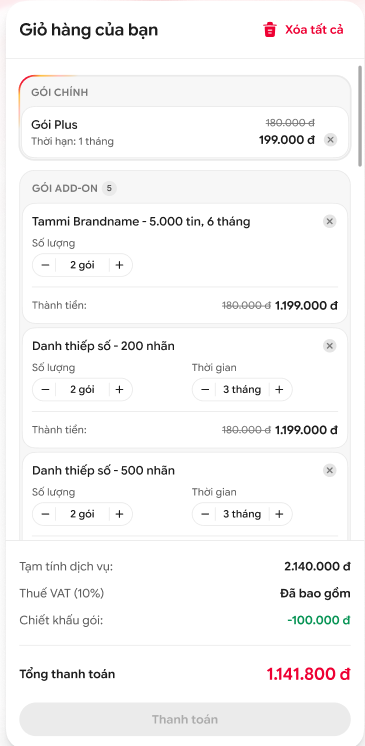 Giỏ hàng của bạn Xóa tất cả
GÓI CHÍNH
Gói Plus 180.000 đ
Thời hạn: 1 tháng 199.000 đ
GÓI ADD-ON 5
Tammi Brandname - 5.000 tin, 6 tháng
Số lượng
− 2 gói +
Thành tiền: 180.000 đ 1.199.000 đ
Danh thiếp số - 200 nhãn
Số lượng Thời gian
− 2 gói + − 3 tháng +
Thành tiền: 180.000 đ 1.199.000 đ
Danh thiếp số - 500 nhãn
Số lượng Thời gian
− 2 gói + − 3 tháng +
Tạm tính dịch vụ: 2.140.000 đ
Thuế VAT (10%) Đã bao gồm
Chiết khấu gói: -100.000 đ
Tổng thanh toán 1.141.800 đ
Thanh toán